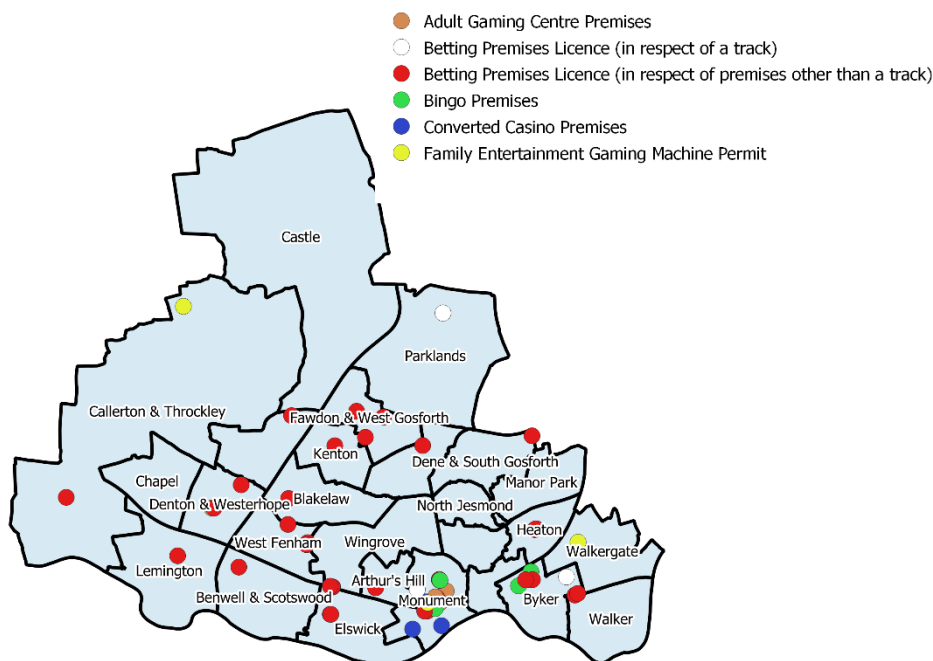 Adult Gaming Centre Premises
Betting Premises Licence (in respect of a track)
Betting Premises Licence (in respect of premises other than a track)
Bingo Premises
Converted Casino Premises
Family Entertainment Gaming Machine Permit
Castle
Parklands
Callerton & Throckley
Fawdon & West Gosforth
Kenton
Dene & South Gosforth
Chapel
Manor Park
Denton & Westerhope
Blakelaw
North Jesmond
West Fenham
Wingrove
Heaton
Walkergate
Lemington
Arthur's Hill
Benwell & Scotswood
Monument
Byker
Elswick
Walker